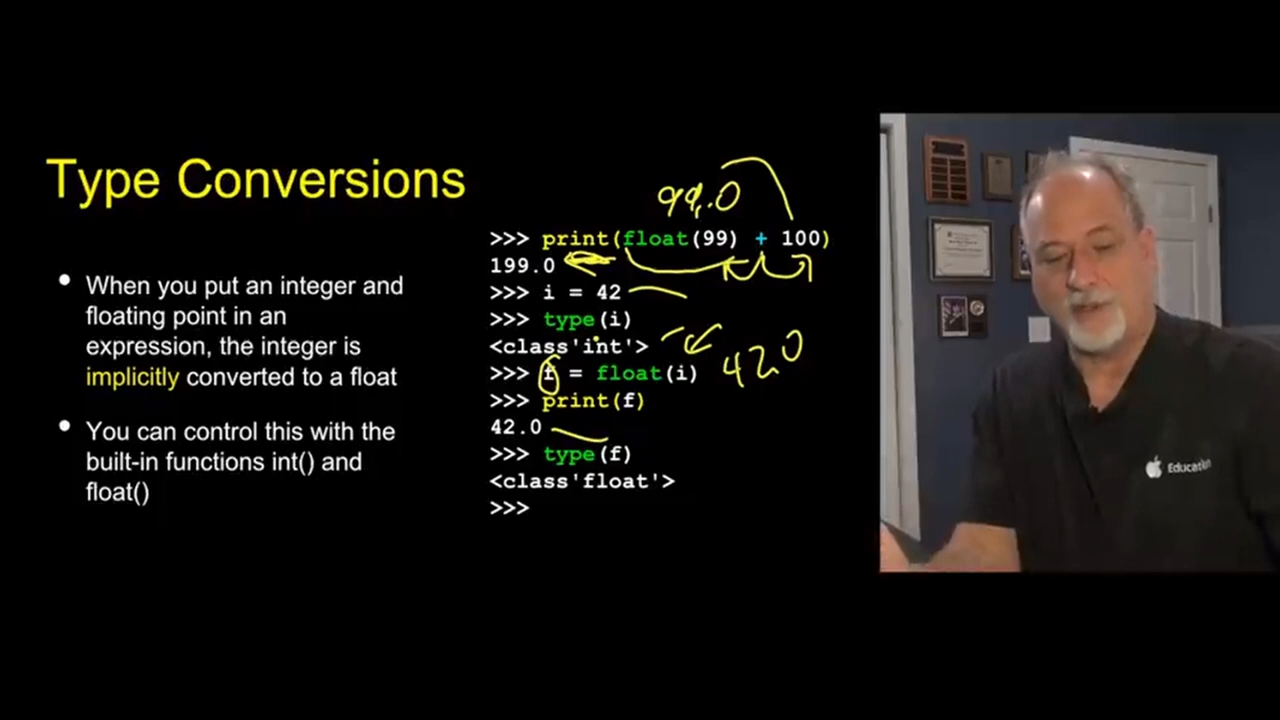 Type Conversions
• When you put an integer and
floating point in an
expression, the integer is
implicitly converted to a float
• You can control this with the
built-in functions int() and
float()
99.0
>>> print(float(99) + 100)
199.0
>>> i = 42
>>> type(i)
<class'int'>
>>> f = float(i)
42.0
>>> print(f)
42.0
>>> type(f)
<class'float'>
>>>
Education